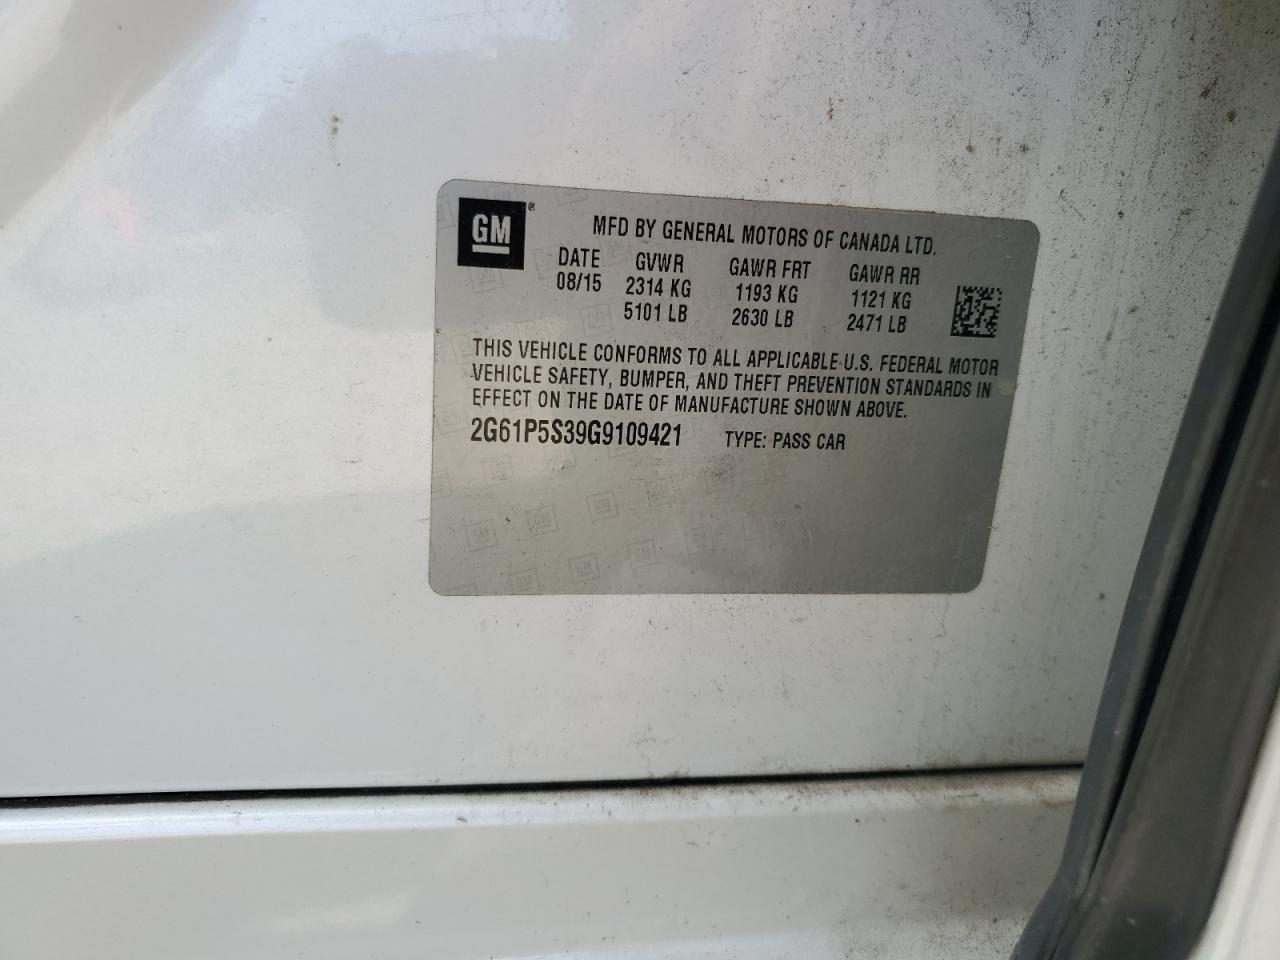 GM®
MFD BY GENERAL MOTORS OF CANADA LTD.
DATE GVWR GAWR FRT GAWR RR
08/15 2314 KG 1193 KG 1121 KG
5101 LB 2630 LB 2471 LB
THIS VEHICLE CONFORMS TO ALL APPLICABLE U.S. FEDERAL MOTOR
VEHICLE SAFETY, BUMPER, AND THEFT PREVENTION STANDARDS IN
EFFECT ON THE DATE OF MANUFACTURE SHOWN ABOVE.
2G61P5S39G9109421 TYPE: PASS CAR